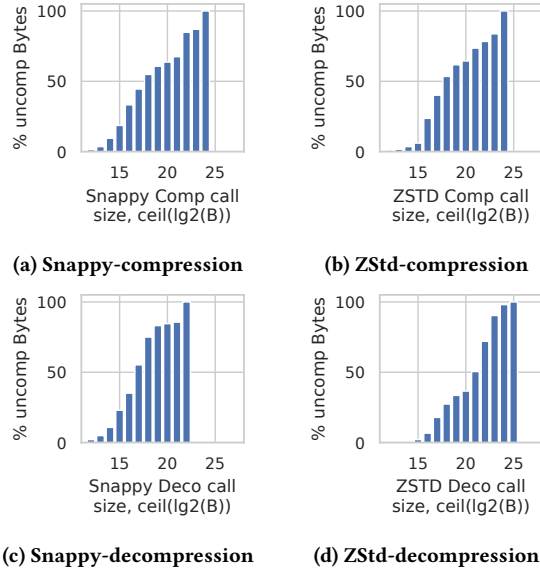 % uncomp Bytes
100
50
0
15 20 25
Snappy Comp call
size, ceil(lg2(B))
(a) Snappy-compression
% uncomp Bytes
100
50
0
15 20 25
ZSTD Comp call
size, ceil(lg2(B))
(b) ZStd-compression
% uncomp Bytes
100
50
0
15 20 25
Snappy Deco call
size, ceil(lg2(B))
(c) Snappy-decompression
% uncomp Bytes
100
50
0
15 20 25
ZSTD Deco call
size, ceil(lg2(B))
(d) ZStd-decompression